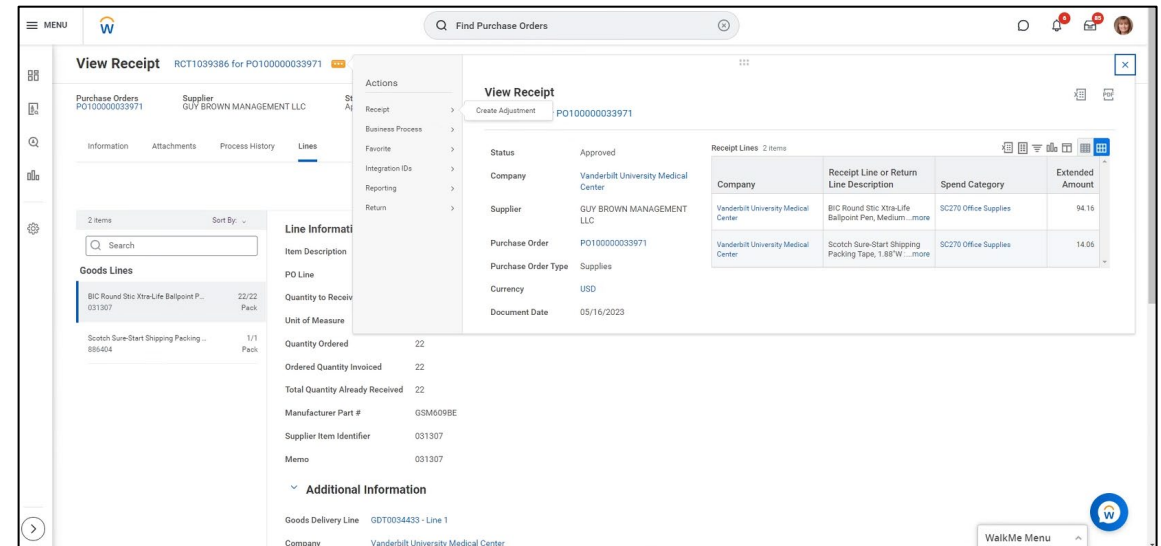 MENU
Find Purchase Orders
6
85
View Receipt RCT1039386 for PO100000033971
Purchase Orders
PO100000033971
Supplier
GUY BROWN MANAGEMENT LLC
Information Attachments Process History Lines
2 items Sort By:
Search
Goods Lines
BIC Round Stic Xtra-Life Ballpoint P... 22/22
031307 Pack
Scotch Sure-Start Shipping Packing ... 1/1
886404 Pack
Line Informati
Item Description
PO Line
Quantity to Receiv
Unit of Measure
Quantity Ordered 22
Ordered Quantity Invoiced 22
Total Quantity Already Received 22
Manufacturer Part # GSM609BE
Supplier Item Identifier 031307
Memo 031307
Additional Information
Goods Delivery Line GDT0034433 - Line 1
Company Vanderbilt University Medical Center
Actions
Receipt
Business Process
Favorite
Integration IDs
Reporting
Return
Create Adjustment
View Receipt
PO100000033971
PDF
Status Approved
Company Vanderbilt University Medical
Center
Supplier GUY BROWN MANAGEMENT
LLC
Purchase Order PO100000033971
Purchase Order Type Supplies
Currency USD
Document Date 05/16/2023
Receipt Lines 2 items
Company
Receipt Line or Return
Line Description
Spend Category
Extended
Amount
Vanderbilt University Medical
Center
BIC Round Stic Xtra-Life
Ballpoint Pen, Medium...more
SC270 Office Supplies
94.16
Vanderbilt University Medical
Center
Scotch Sure-Start Shipping
Packing Tape, 1.88"W :...more
SC270 Office Supplies
14.06
WalkMe Menu